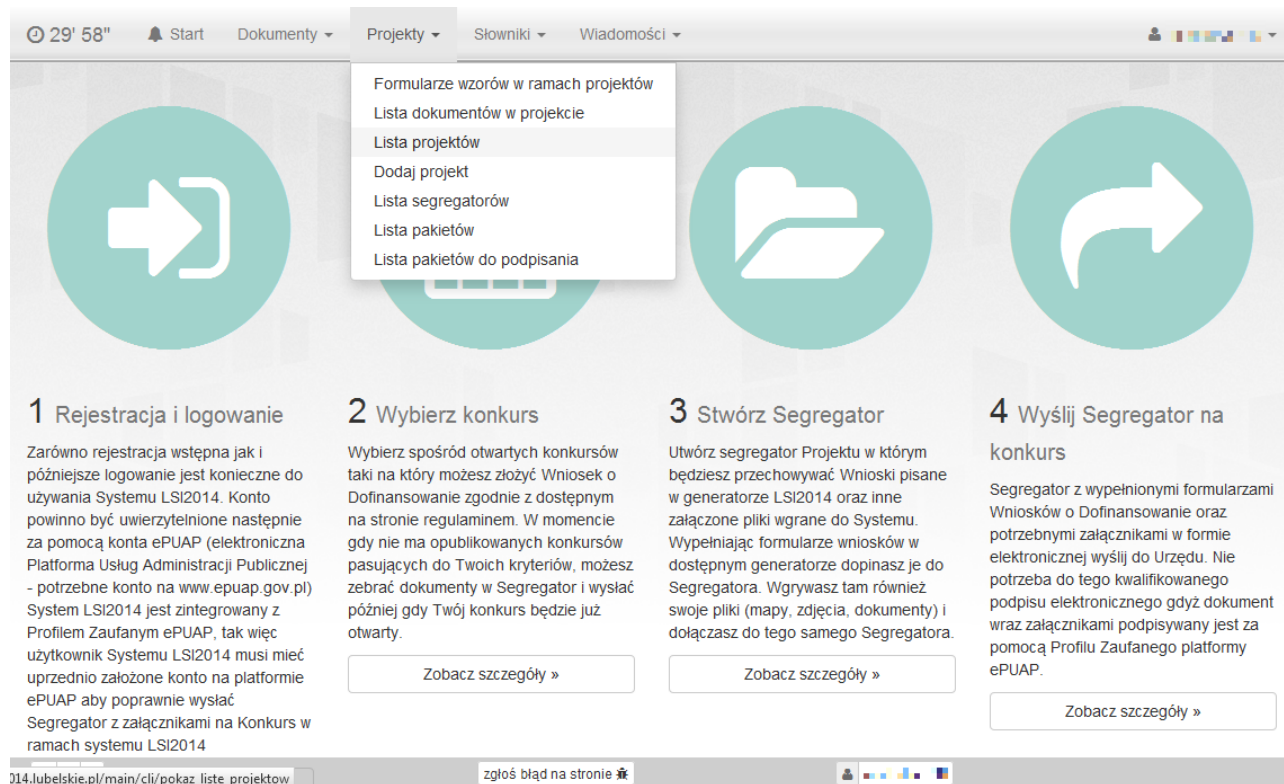 29' 58" Start Dokumenty Projekty Słowniki Wiadomości
Formularze wzorów w ramach projektów
Lista dokumentów w projekcie
Lista projektów
Dodaj projekt
Lista segregatorów
Lista pakietów
Lista pakietów do podpisania
1 Rejestracja i logowanie
Zarówno rejestracja wstępna jak i
późniejsze logowanie jest konieczne do
używania Systemu LSI2014. Konto
powinno być uwierzytelnione następnie
za pomocą konta ePUAP (elektroniczna
Platforma Usług Administracji Publicznej
- potrzebne konto na www.epuap.gov.pl)
System LSI2014 jest zintegrowany z
Profilem Zaufanym ePUAP, tak więc
użytkownik Systemu LSI2014 musi mieć
uprzednio założone konto na platformie
ePUAP aby poprawnie wysłać
Segregator z załącznikami na Konkurs w
ramach systemu LSI2014
2 Wybierz konkurs
Wybierz spośród otwartych konkursów
taki na który możesz złożyć Wniosek o
Dofinansowanie zgodnie z dostępnym
na stronie regulaminem. W momencie
gdy nie ma opublikowanych konkursów
pasujących do Twoich kryteriów, możesz
zebrać dokumenty w Segregator i wysłać
później gdy Twój konkurs będzie już
otwarty.
Zobacz szczegóły »
3 Stwórz Segregator
Utwórz segregator Projektu w którym
będziesz przechowywać Wnioski pisane
w generatorze LSI2014 oraz inne
załączone pliki wgrane do Systemu.
Wypełniając formularze wniosków w
dostępnym generatorze dopinasz je do
Segregatora. Wgrywasz tam również
swoje pliki (mapy, zdjęcia, dokumenty) i
dołączasz do tego samego Segregatora.
Zobacz szczegóły »
4 Wyślij Segregator na
konkurs
Segregator z wypełnionymi formularzami
Wniosków o Dofinansowanie oraz
potrzebnymi załącznikami w formie
elektronicznej wyślij do Urzędu. Nie
potrzeba do tego kwalifikowanego
podpisu elektronicznego gdyż dokument
wraz załącznikami podpisywany jest za
pomocą Profilu Zaufanego platformy
ePUAP.
Zobacz szczegóły »
014.lubelskie.pl/main/cli/pokaz_liste_projektow
zgłoś błąd na stronie